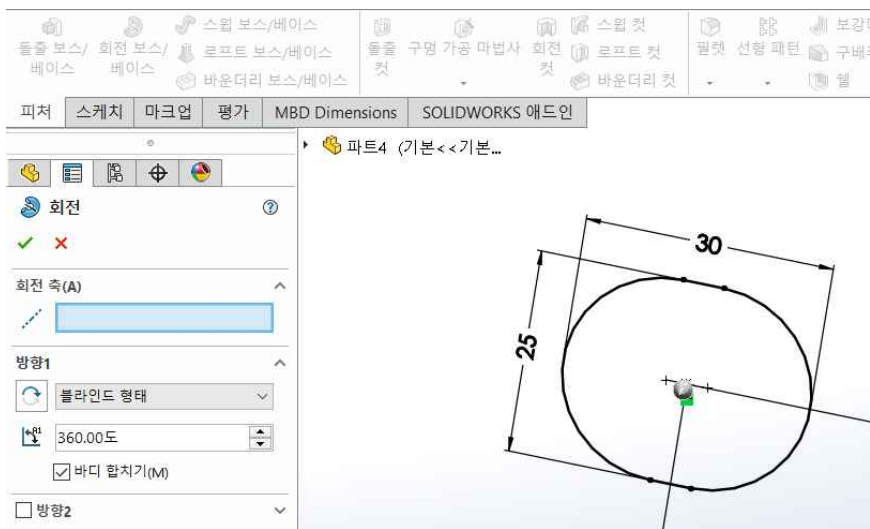 돌출 보스/베이스
회전 보스/베이스
스윕 보스/베이스
로프트 보스/베이스
바운더리 보스/베이스
돌출 컷
구멍 가공 마법사
회전 컷
스윕 컷
로프트 컷
바운더리 컷
필렛
선형 패턴
쉘
피처 스케치 마크업 평가 MBD Dimensions SOLIDWORKS 애드인
파트4 (기본<<기본...
회전
회전 축(A)
방향1
블라인드 형태
360.00도
바디 합치기(M)
방향2
30
25